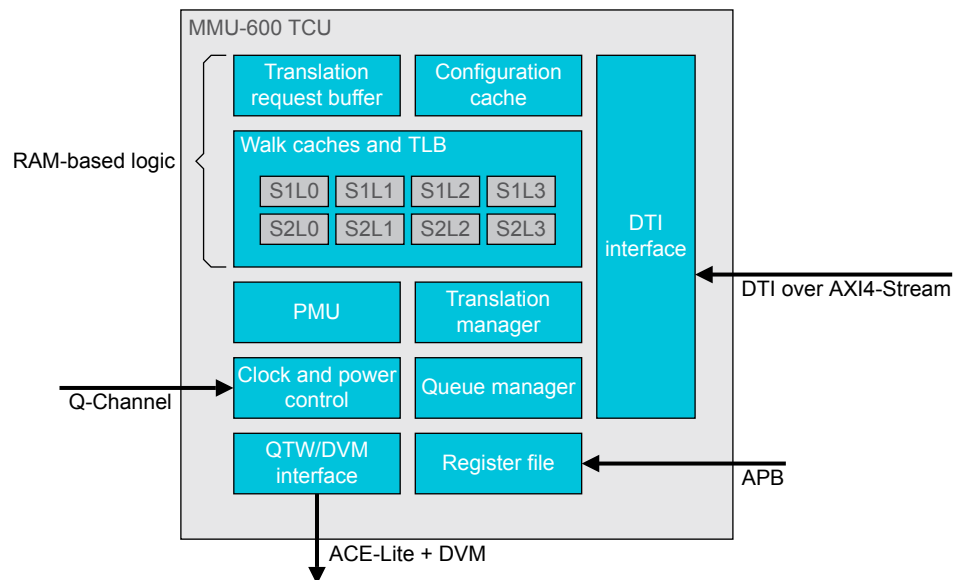 MMU-600 TCU
Translation
request buffer
Configuration
cache
RAM-based logic
Walk caches and TLB
S1L0 S1L1 S1L2 S1L3
S2L0 S2L1 S2L2 S2L3
DTI
interface
DTI over AXI4-Stream
PMU
Translation
manager
Clock and power
control
Queue manager
Q-Channel
QTW/DVM
interface
Register file
APB
ACE-Lite + DVM